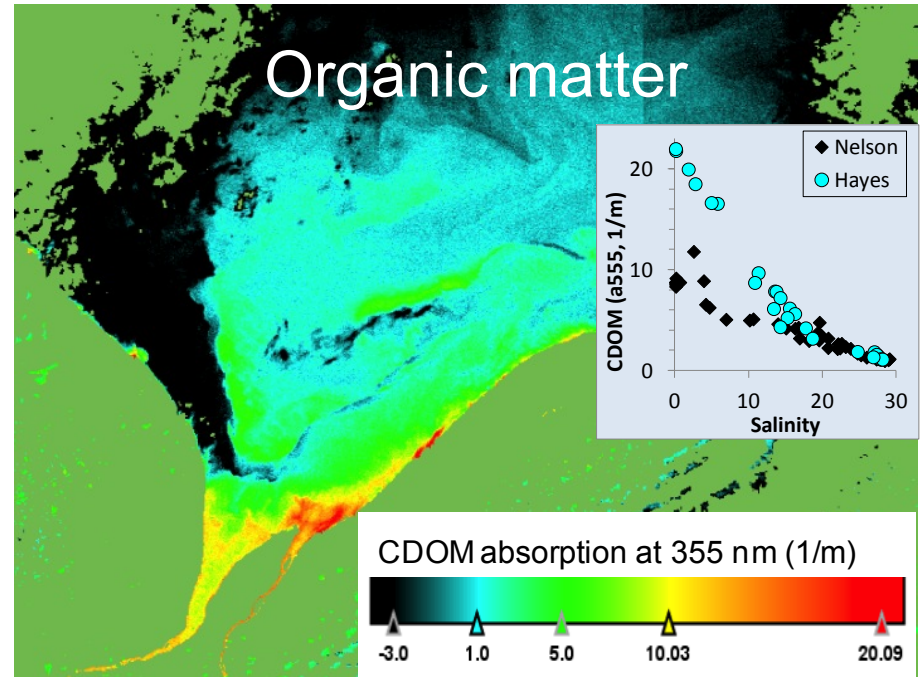 Organic matter
Nelson
Hayes
20
10
0
CDOM (a555, 1/m)
0 10 20 30
Salinity
CDOM absorption at 355 nm (1/m)
-3.0 1.0 5.0 10.03 20.09